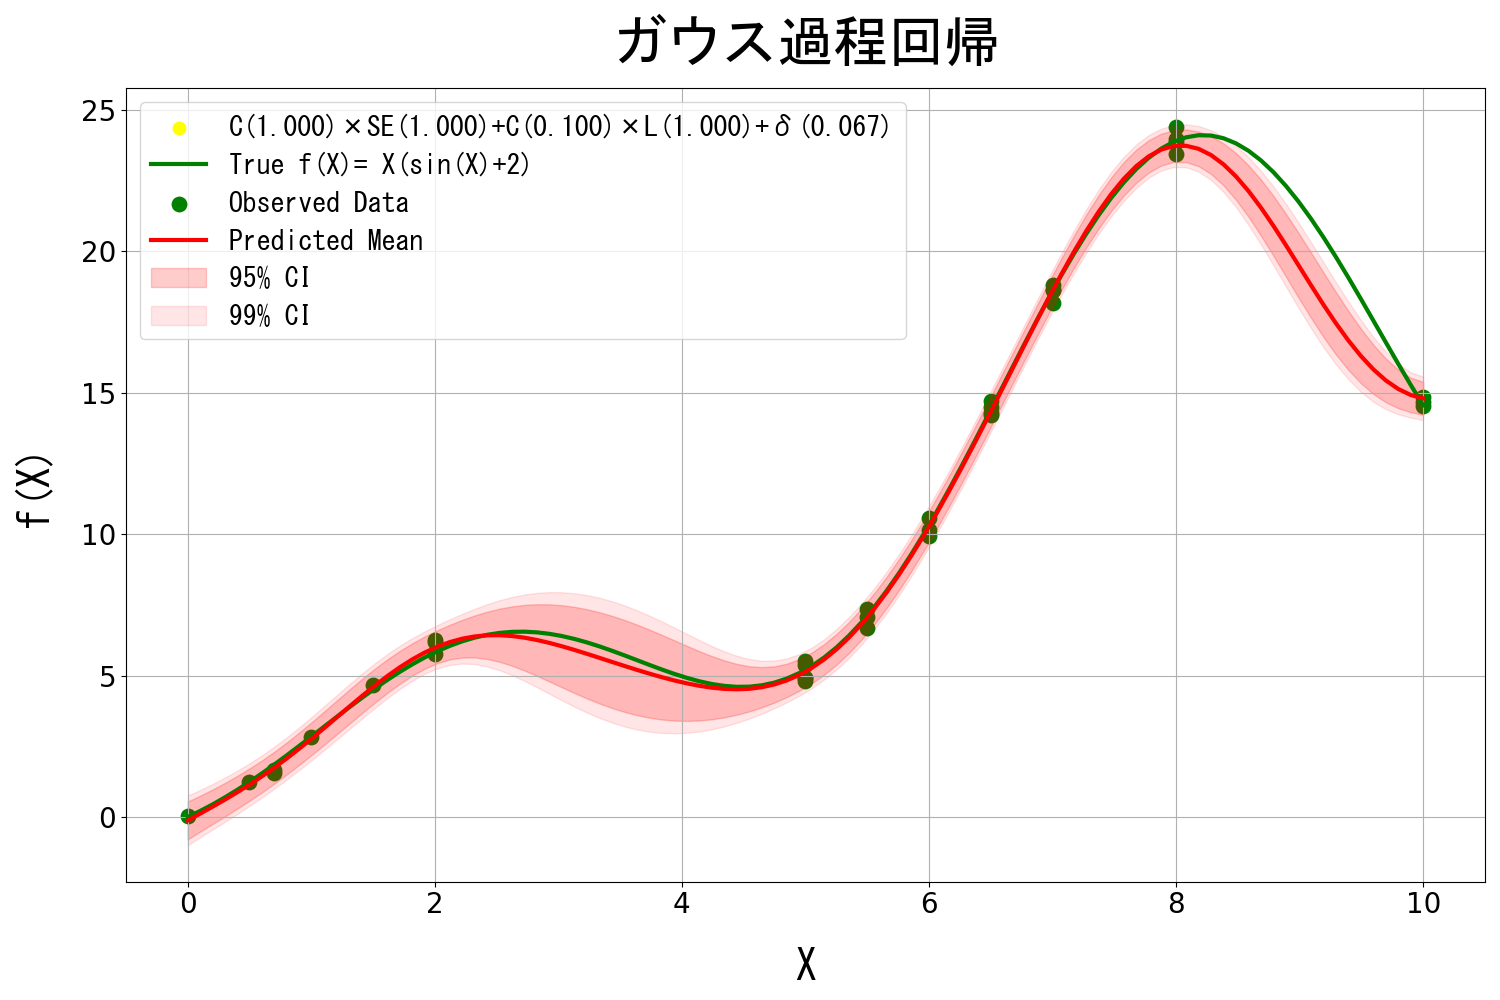 ガウス過程回帰
C(1.000)×SE(1.000)+C(0.100)×L(1.000)+δ(0.067)
True f(X)= X(sin(X)+2)
Observed Data
Predicted Mean
95% CI
99% CI
25
20
15
10
5
0
f(X)
0 2 4 6 8 10
X